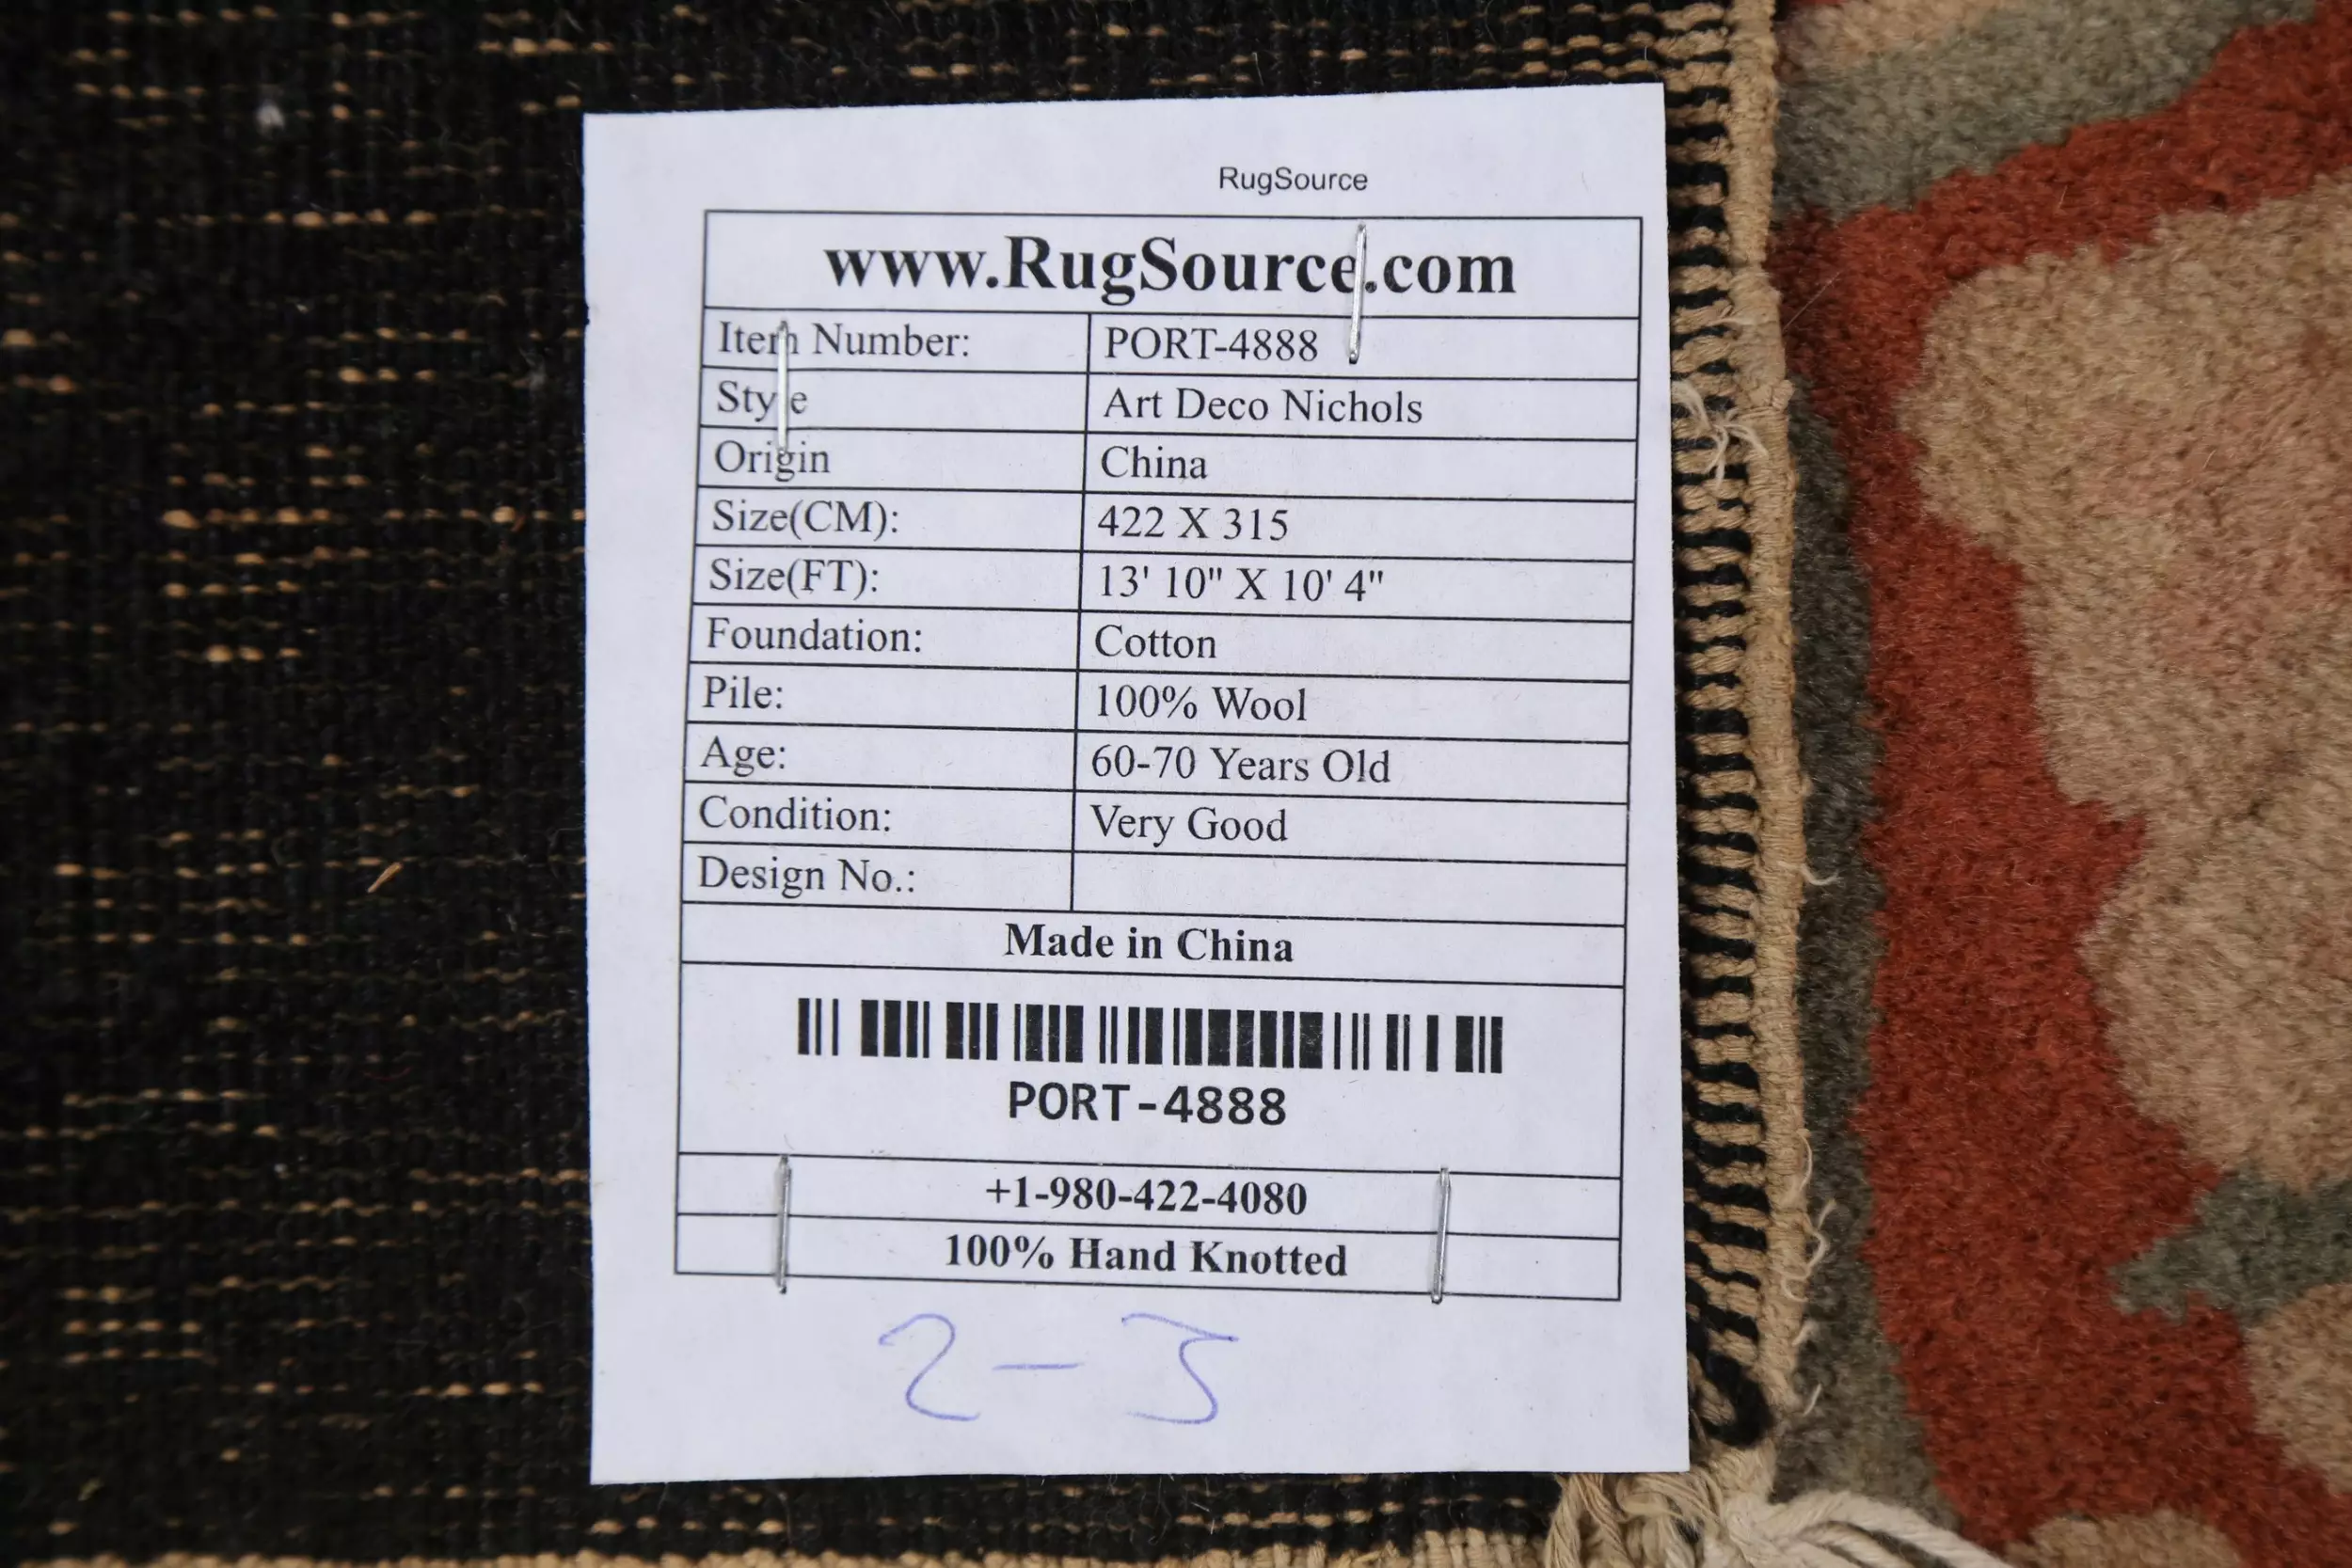 RugSource
www.RugSource.com
Item Number: PORT-4888
Style Art Deco Nichols
Origin China
Size(CM): 422 X 315
Size(FT): 13' 10" X 10' 4"
Foundation: Cotton
Pile: 100% Wool
Age: 60-70 Years Old
Condition: Very Good
Design No.:
Made in China
PORT-4888
+1-980-422-4080
100% Hand Knotted
2-3